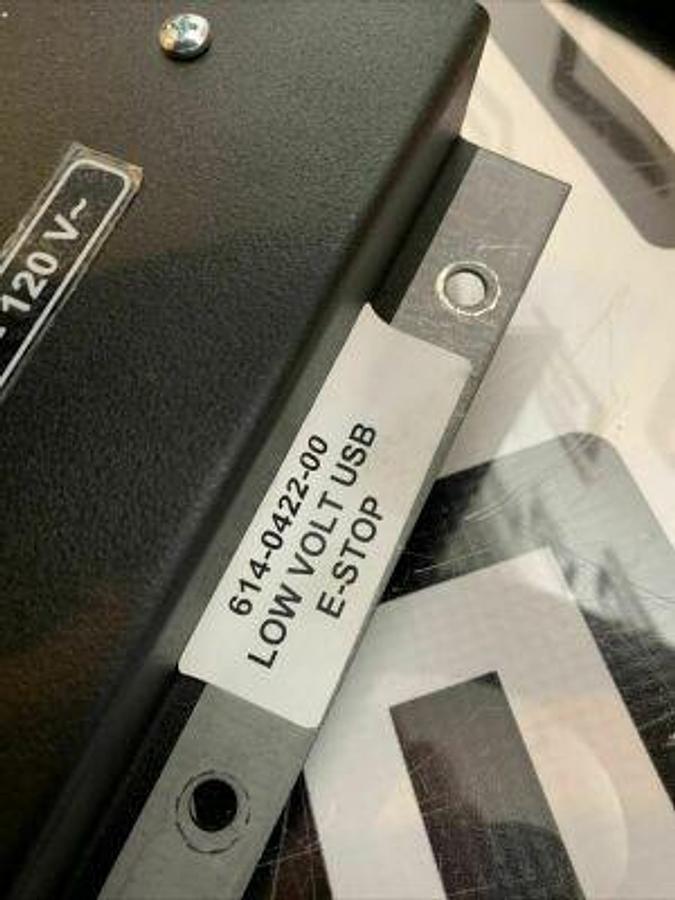 120 V~
614-0422-00
LOW VOLT USB
E-STOP